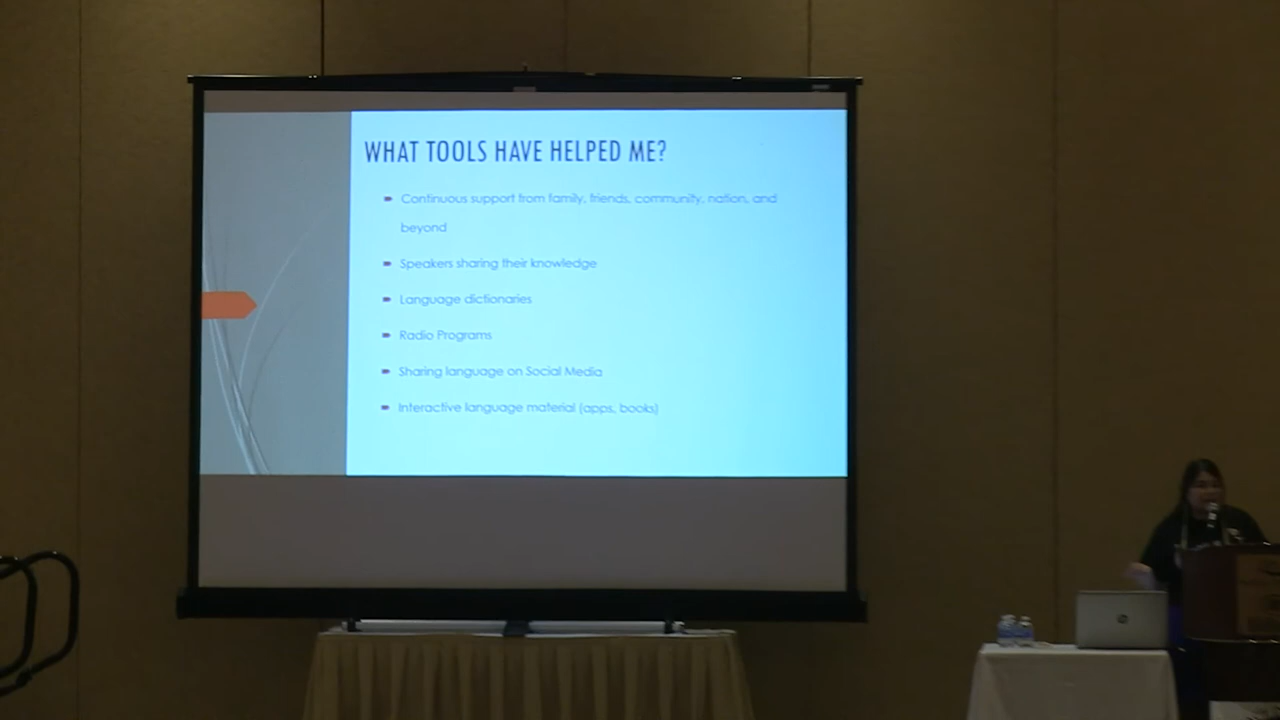 WHAT TOOLS HAVE HELPED ME?
Continuous support from family, friends, community, nation, and
beyond
Speakers sharing their knowledge
Language dictionaries
Radio Programs
Sharing language on Social Media
Interactive language material (apps, books)
hp